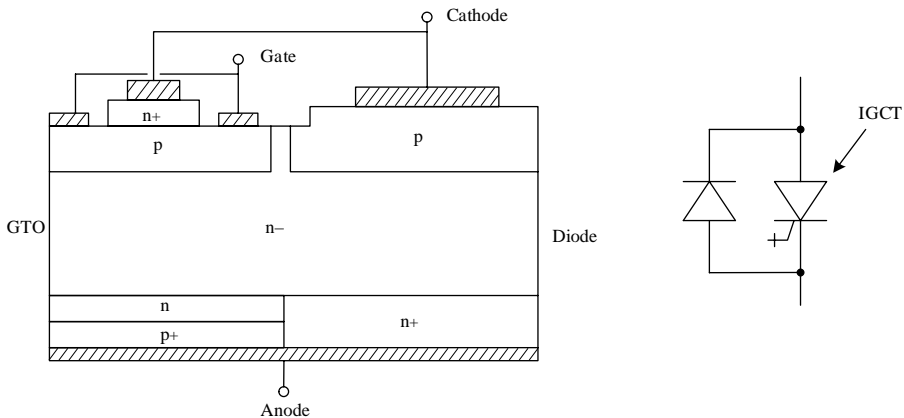 Cathode
Gate
n+
p
p
IGCT
GTO
n−
Diode
n
n+
p+
Anode